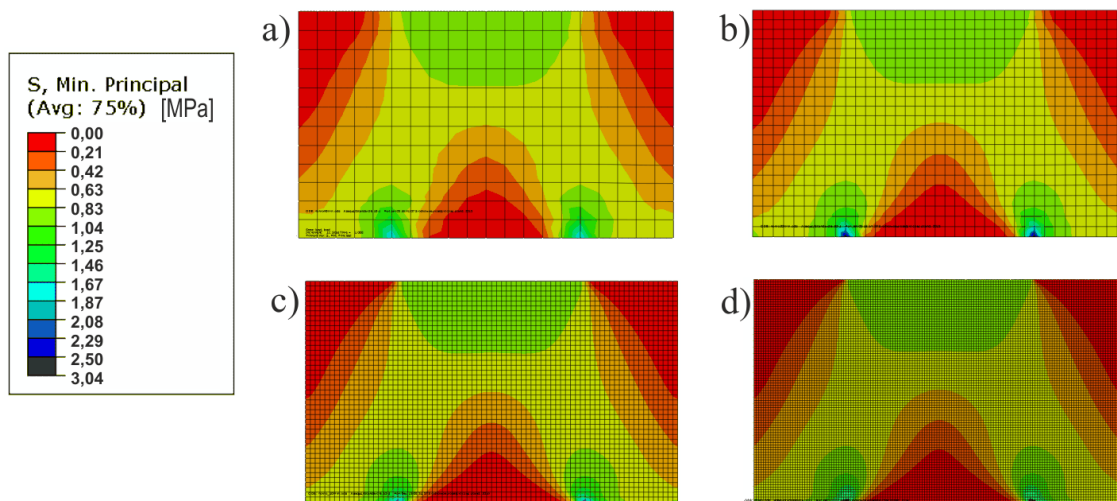 a)
b)
S, Min. Principal
(Avg: 75%) [MPa]
0,00
0,21
0,42
0,63
0,83
1,04
1,25
1,46
1,67
1,87
2,08
2,29
2,50
3,04
c)
d)